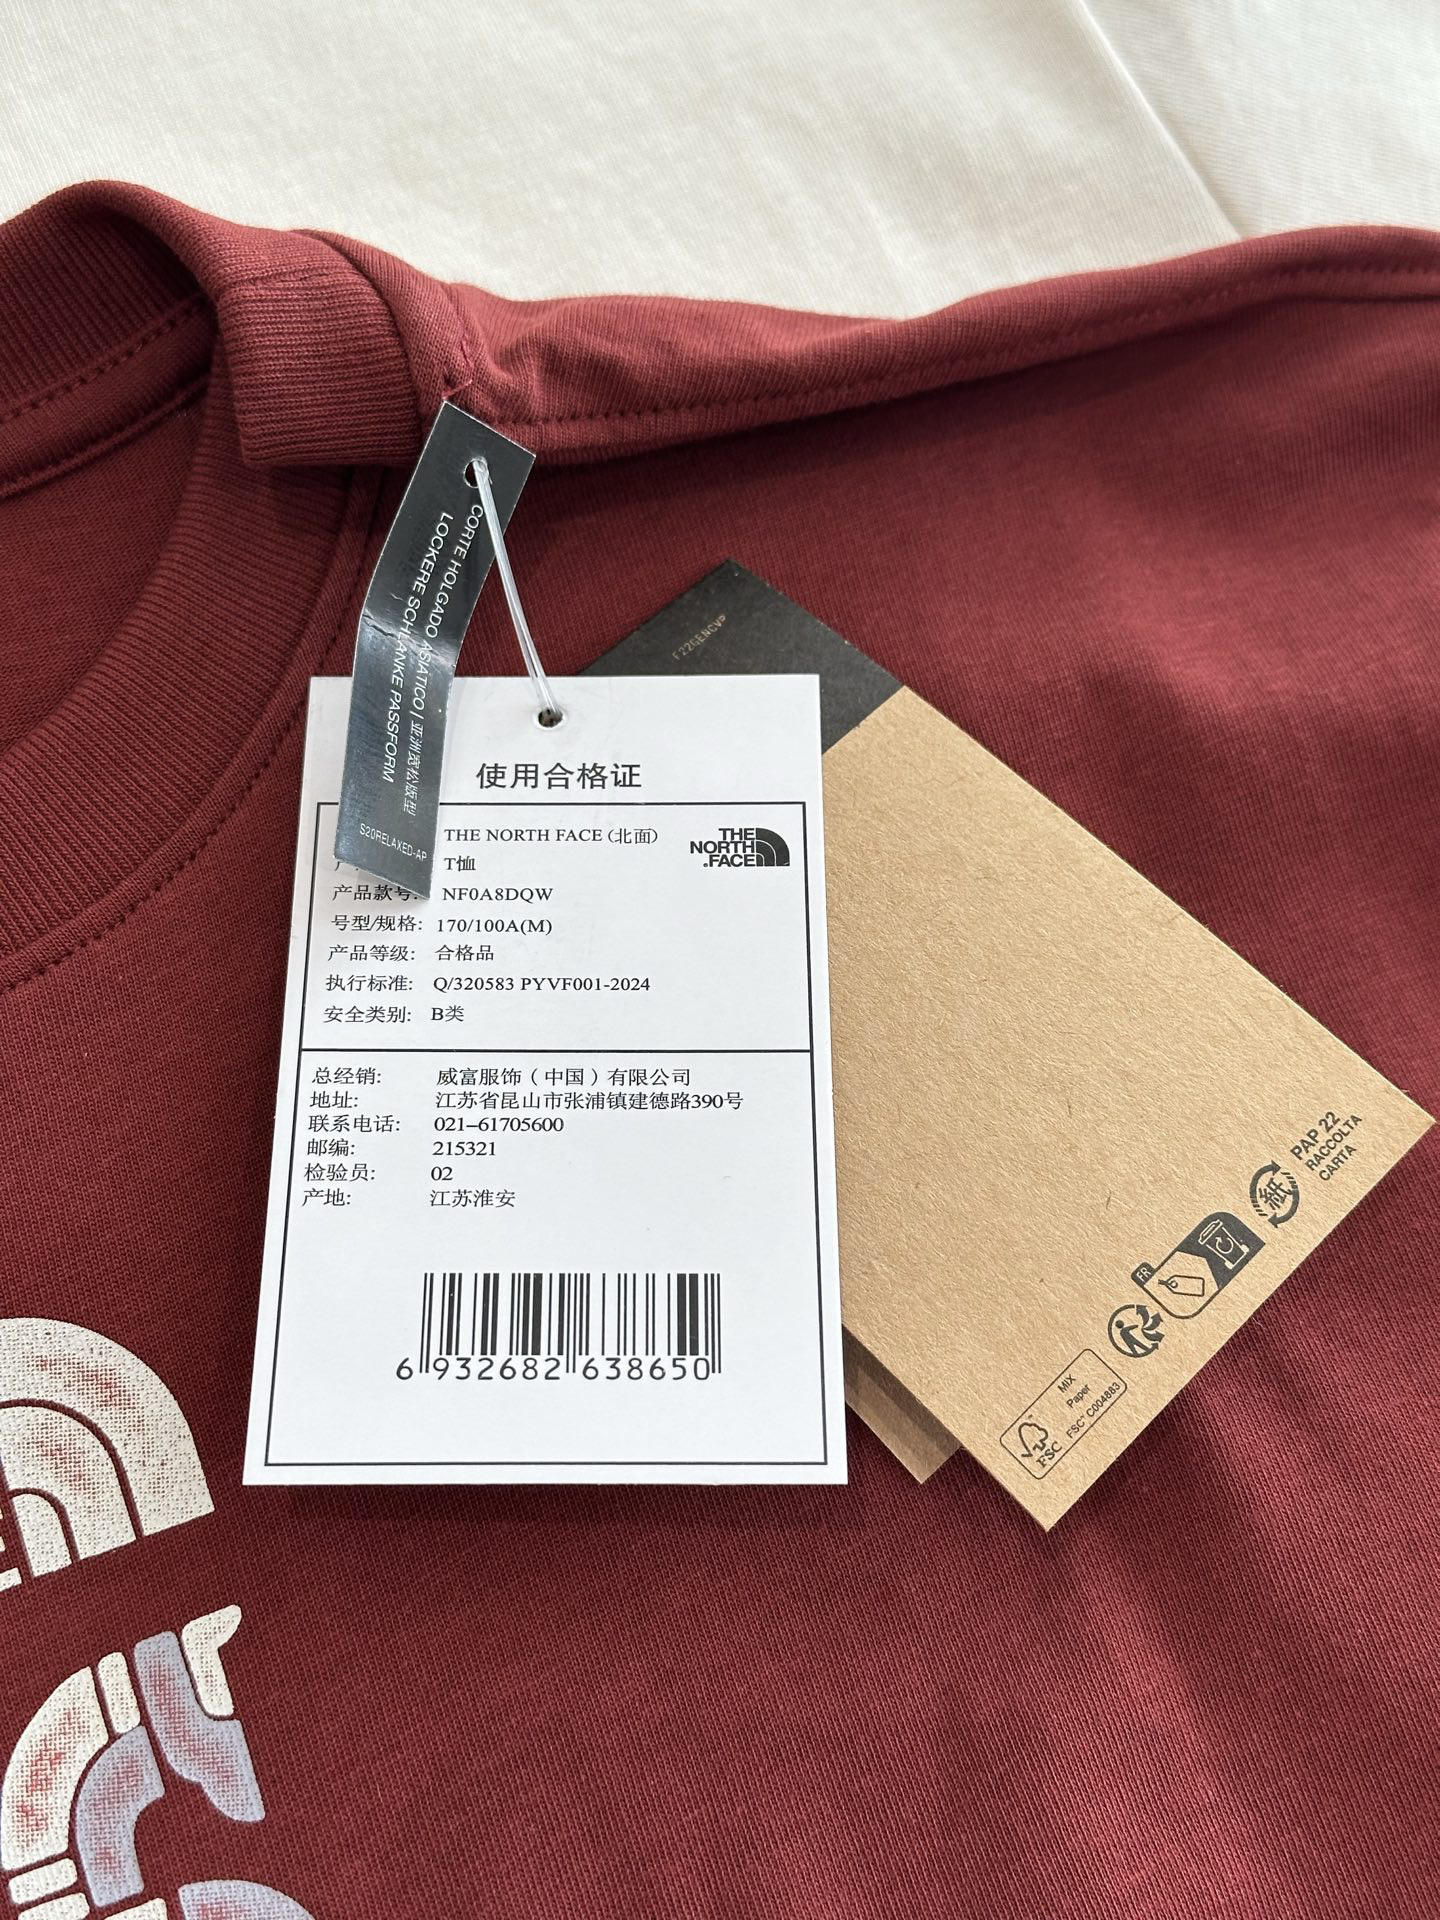 CORTE HOLGADO ASIATICO | 亚洲宽松版型
LOCKERE SCHLANKE PASSFORM
S20RELAXED-AP
F22GENCVP
使用合格证
THE NORTH FACE (北面)
THE
NORTH
FACE
T恤
产品款号: NF0A8DQW
号型/规格: 170/100A(M)
产品等级: 合格品
执行标准: Q/320583 PYVF001-2024
安全类别: B类
总经销: 威富服饰（中国）有限公司
地址: 江苏省昆山市张浦镇建德路390号
联系电话: 021-61705600
邮编: 215321
检验员: 02
产地: 江苏淮安
6 932682 638650
PAP 22
RACCOLTA
CARTA
紙
FR
MIX
Paper
FSC™ C004883
FSC